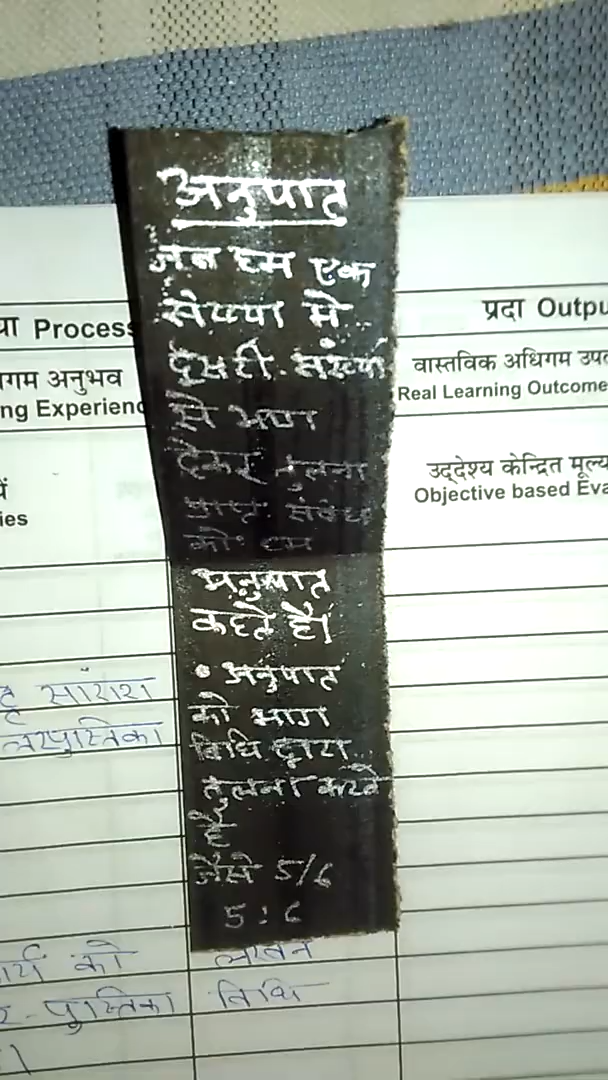 अनुपात
जब हम एक
संख्या में
दुसरी संख्या
से भाग
देकर तुलना
प्राप्त संबंध
को हम
अनुपात
कहते हैं।
• अनुपात
को भाग
विधि द्वारा
तुलना करते
हैं
जैसे 5/6
5:6
Process
गम अनुभव
ng Experienc
ies
प्रदा Outpu
वास्तविक अधिगम उप
Real Learning Outcome
उद्देश्य केन्द्रित मूल्य
Objective based Eva
सारांश
कार्य को लेखन
पुस्तिका तिथि